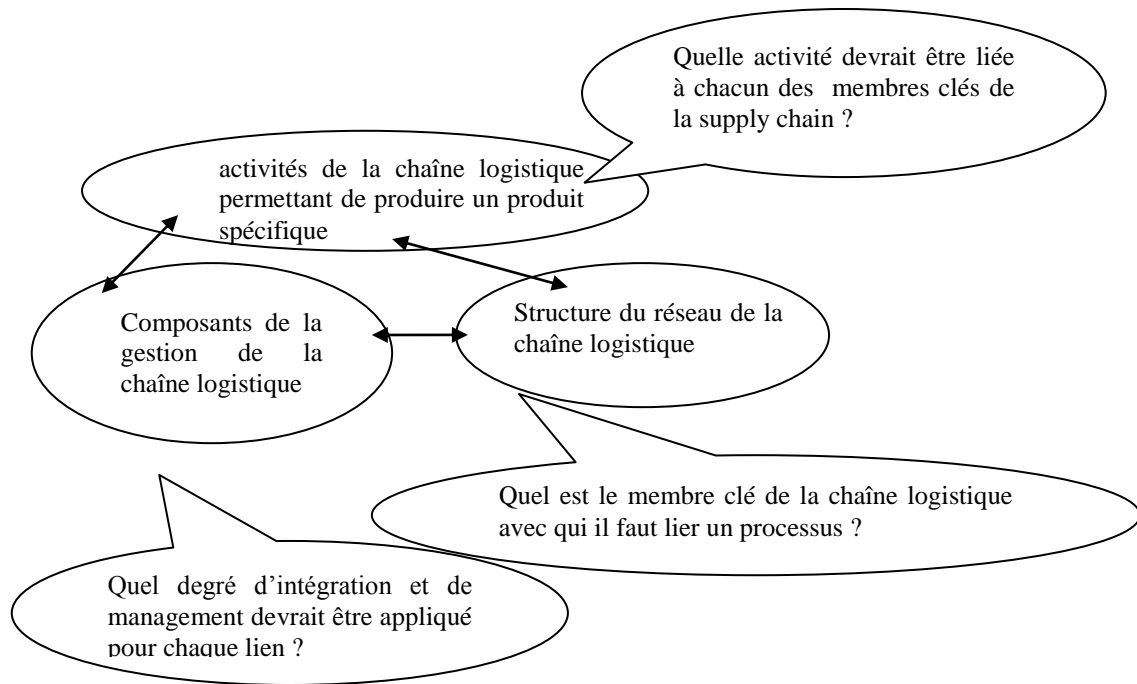 Quelle activité devrait être liée
à chacun des membres clés de
la supply chain ?
activités de la chaîne logistique
permettant de produire un produit
spécifique
Composants de la
gestion de la
chaîne logistique
Structure du réseau de la
chaîne logistique
Quel est le membre clé de la chaîne logistique
avec qui il faut lier un processus ?
Quel degré d’intégration et de
management devrait être appliqué
pour chaque lien ?